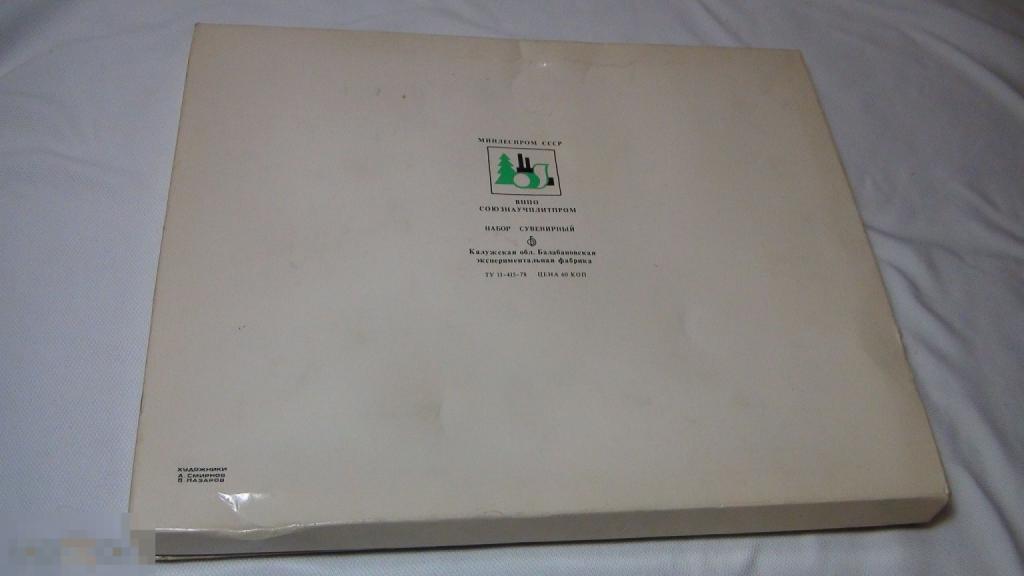 МИНЛЕСПРОМ СССР
ВНПО
СОЮЗНАУЧПЛИТПРОМ
НАБОР СУВЕНИРНЫЙ
Калужская обл. Балабановская
экспериментальная фабрика
ТУ 13-415-78 ЦЕНА 60 КОП
ХУДОЖНИКИ
А. СМИРНОВ
В. НАЗАРОВ